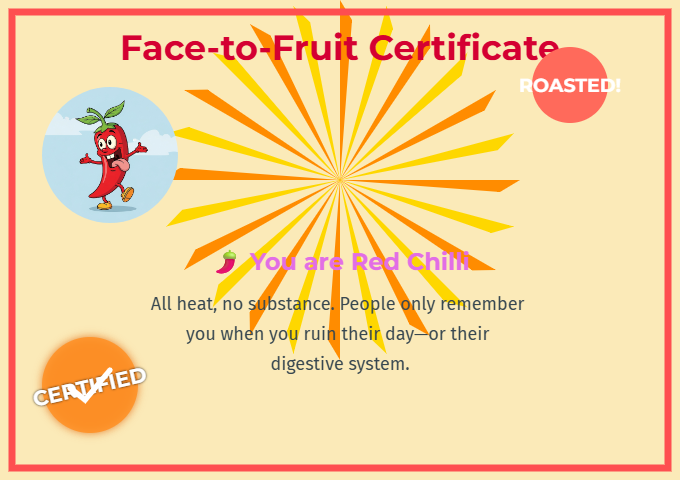 Face-to-Fruit Certificate
ROASTED!
🌶️ You are Red Chilli
All heat, no substance. People only remember
you when you ruin their day—or their
digestive system.
CERTIFIED